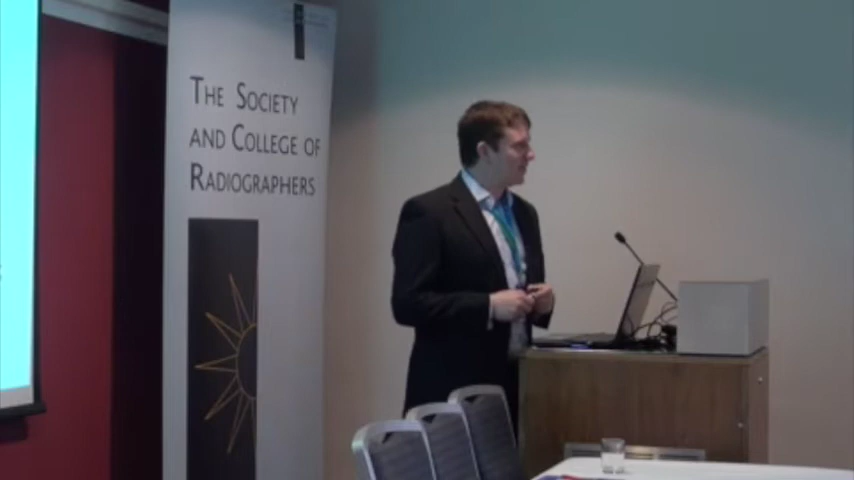 THE SOCIETY
AND COLLEGE OF
RADIOGRAPHERS